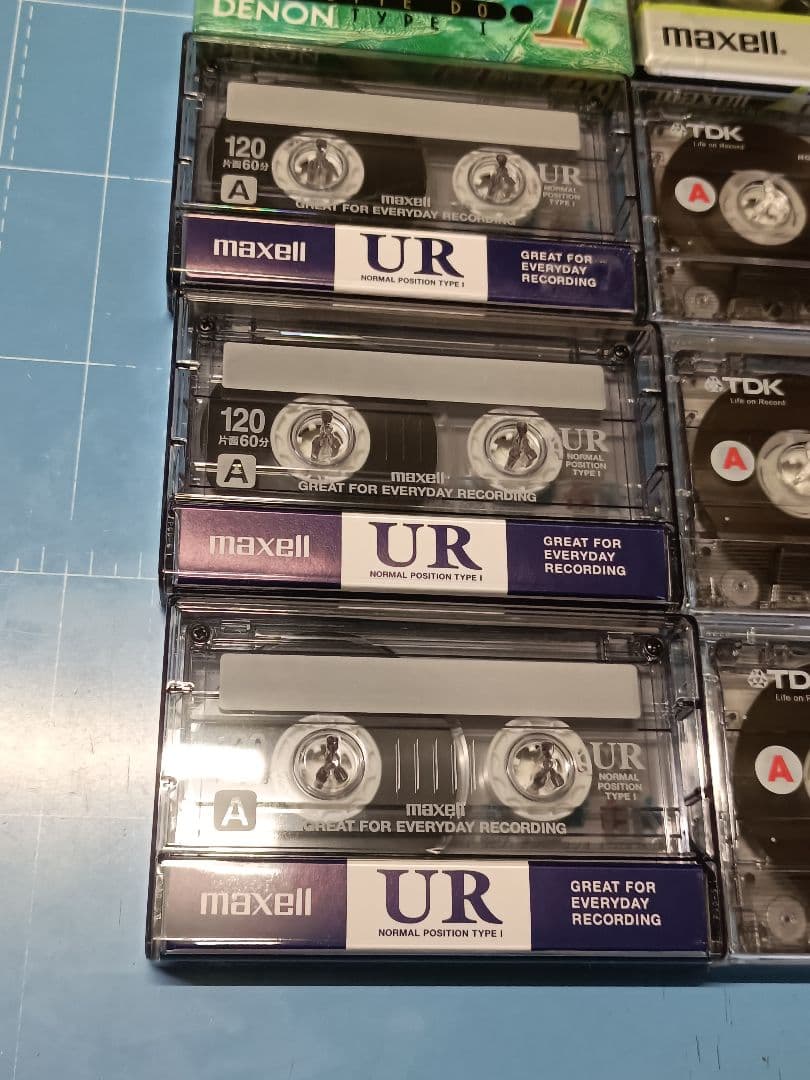 DENON TYPE I
maxell.
120
片面60分
A
UR
NORMAL
POSITION
TYPE I
maxell
GREAT FOR EVERYDAY RECORDING
maxell
UR
NORMAL POSITION TYPE I
GREAT FOR
EVERYDAY
RECORDING
TDK
Life on Record
A
120
片面60分
A
UR
NORMAL
POSITION
TYPE I
maxell
GREAT FOR EVERYDAY RECORDING
maxell
UR
NORMAL POSITION TYPE I
GREAT FOR
EVERYDAY
RECORDING
TDK
Life on Record
A
A
UR
NORMAL
POSITION
TYPE I
maxell
GREAT FOR EVERYDAY RECORDING
maxell
UR
NORMAL POSITION TYPE I
GREAT FOR
EVERYDAY
RECORDING
TD
Life on
A